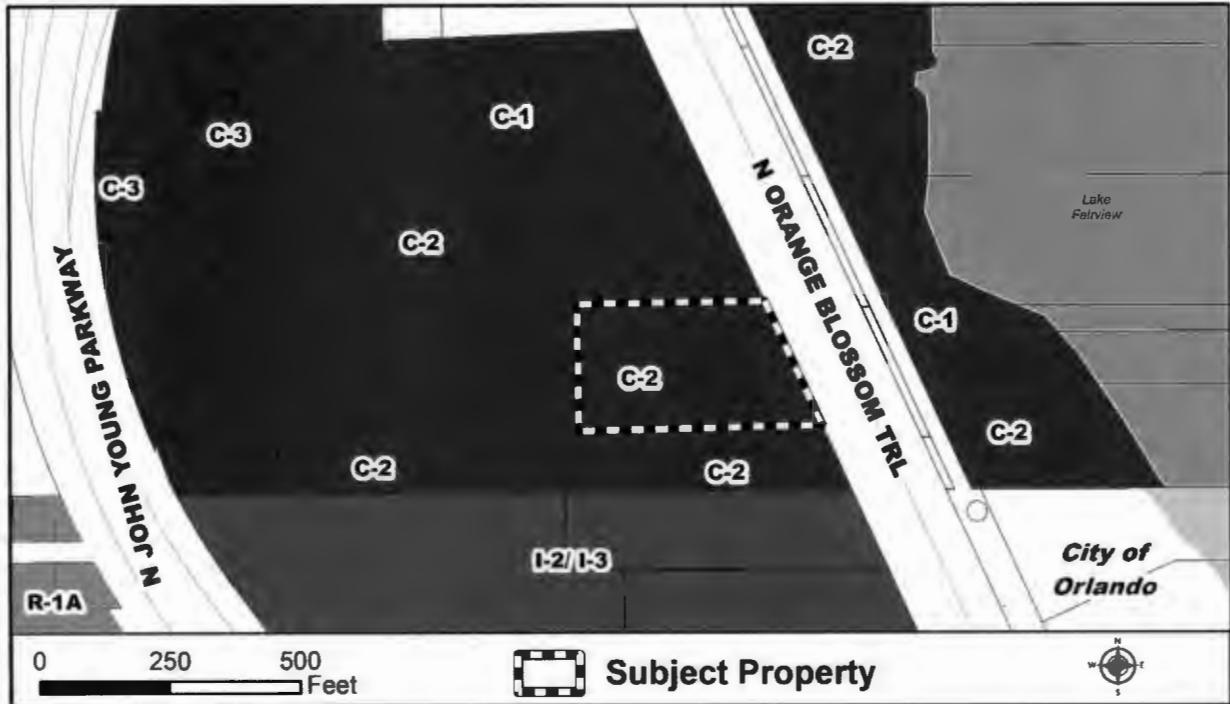 C-2
C-1
C-3
C-3
C-2
N ORANGE BLOSSOM TRL
Lake
Fairview
N JOHN YOUNG PARKWAY
C-1
C-2
C-2
C-2
C-2
I-2/ I-3
City of
Orlando
R-1A
0 250 500
Feet
Subject Property
N
W E
S